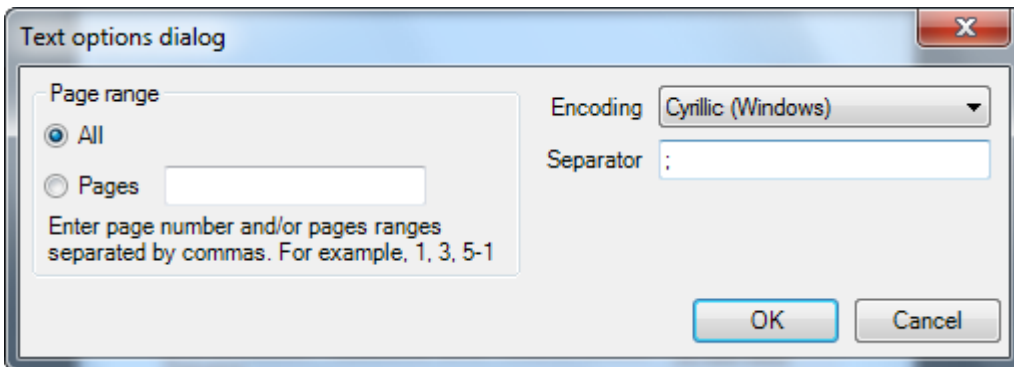 Text options dialog
Page range
All
Pages
Enter page number and/or pages ranges
separated by commas. For example, 1, 3, 5-1
Encoding Cyrillic (Windows)
Separator ;
OK Cancel